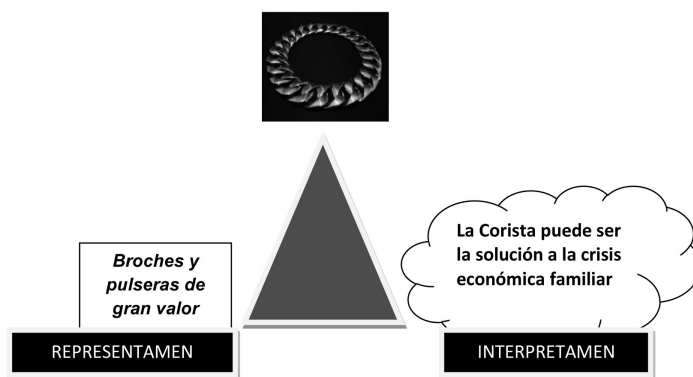 Broches y
pulseras de
gran valor
La Corista puede ser
la solución a la crisis
económica familiar
REPRESENTAMEN
INTERPRETAMEN